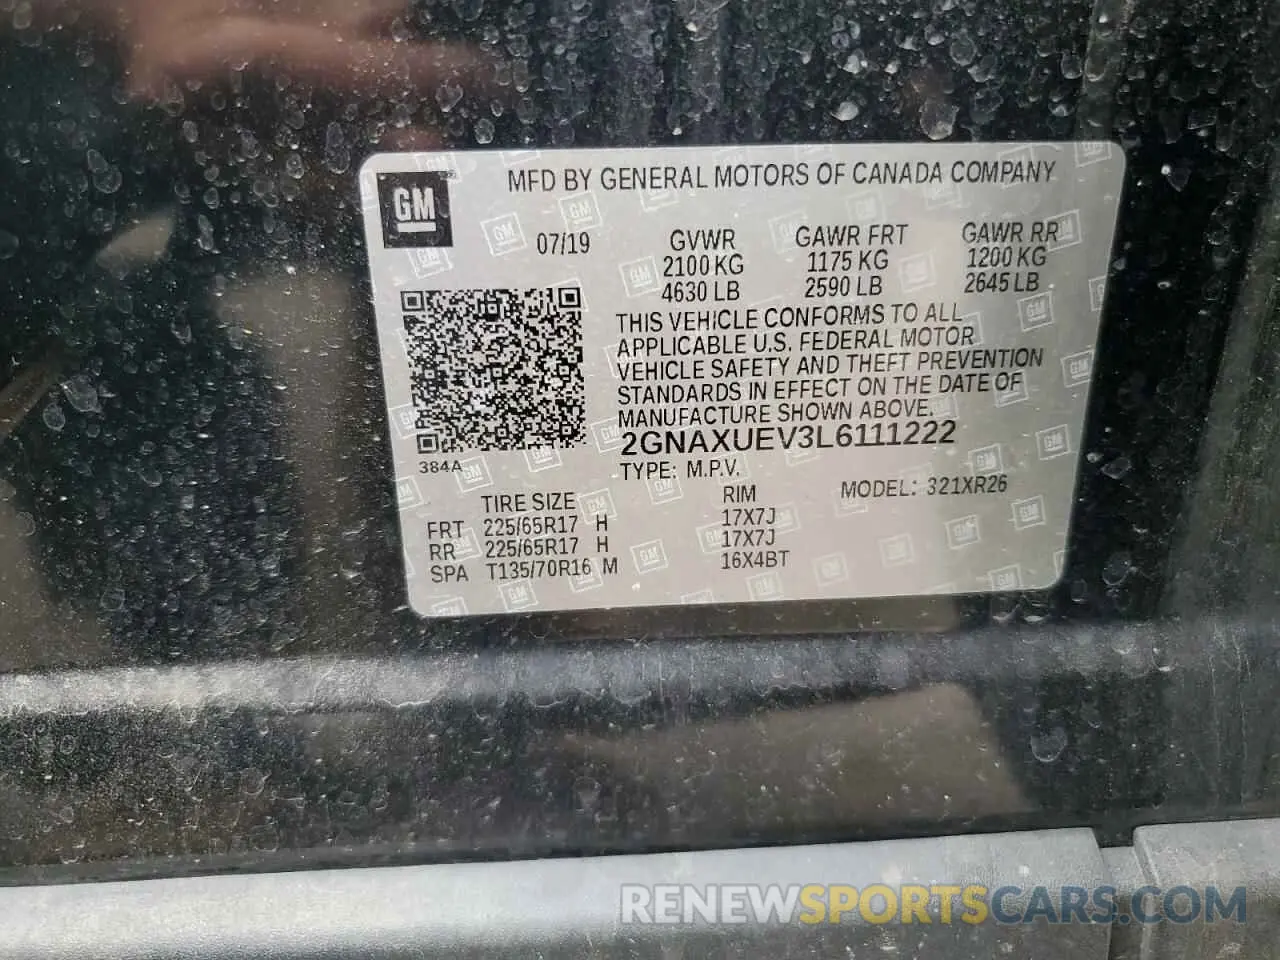 GM
MFD BY GENERAL MOTORS OF CANADA COMPANY
07/19
GVWR GAWR FRT GAWR RR
2100 KG 1175 KG 1200 KG
4630 LB 2590 LB 2645 LB
THIS VEHICLE CONFORMS TO ALL
APPLICABLE U.S. FEDERAL MOTOR
VEHICLE SAFETY AND THEFT PREVENTION
STANDARDS IN EFFECT ON THE DATE OF
MANUFACTURE SHOWN ABOVE.
2GNAXUEV3L6111222
384A
TYPE: M.P.V.
MODEL: 321XR26
TIRE SIZE RIM
FRT 225/65R17 H 17X7J
RR 225/65R17 H 17X7J
SPA T135/70R16 M 16X4BT
RENEWSPORTSCARS.COM